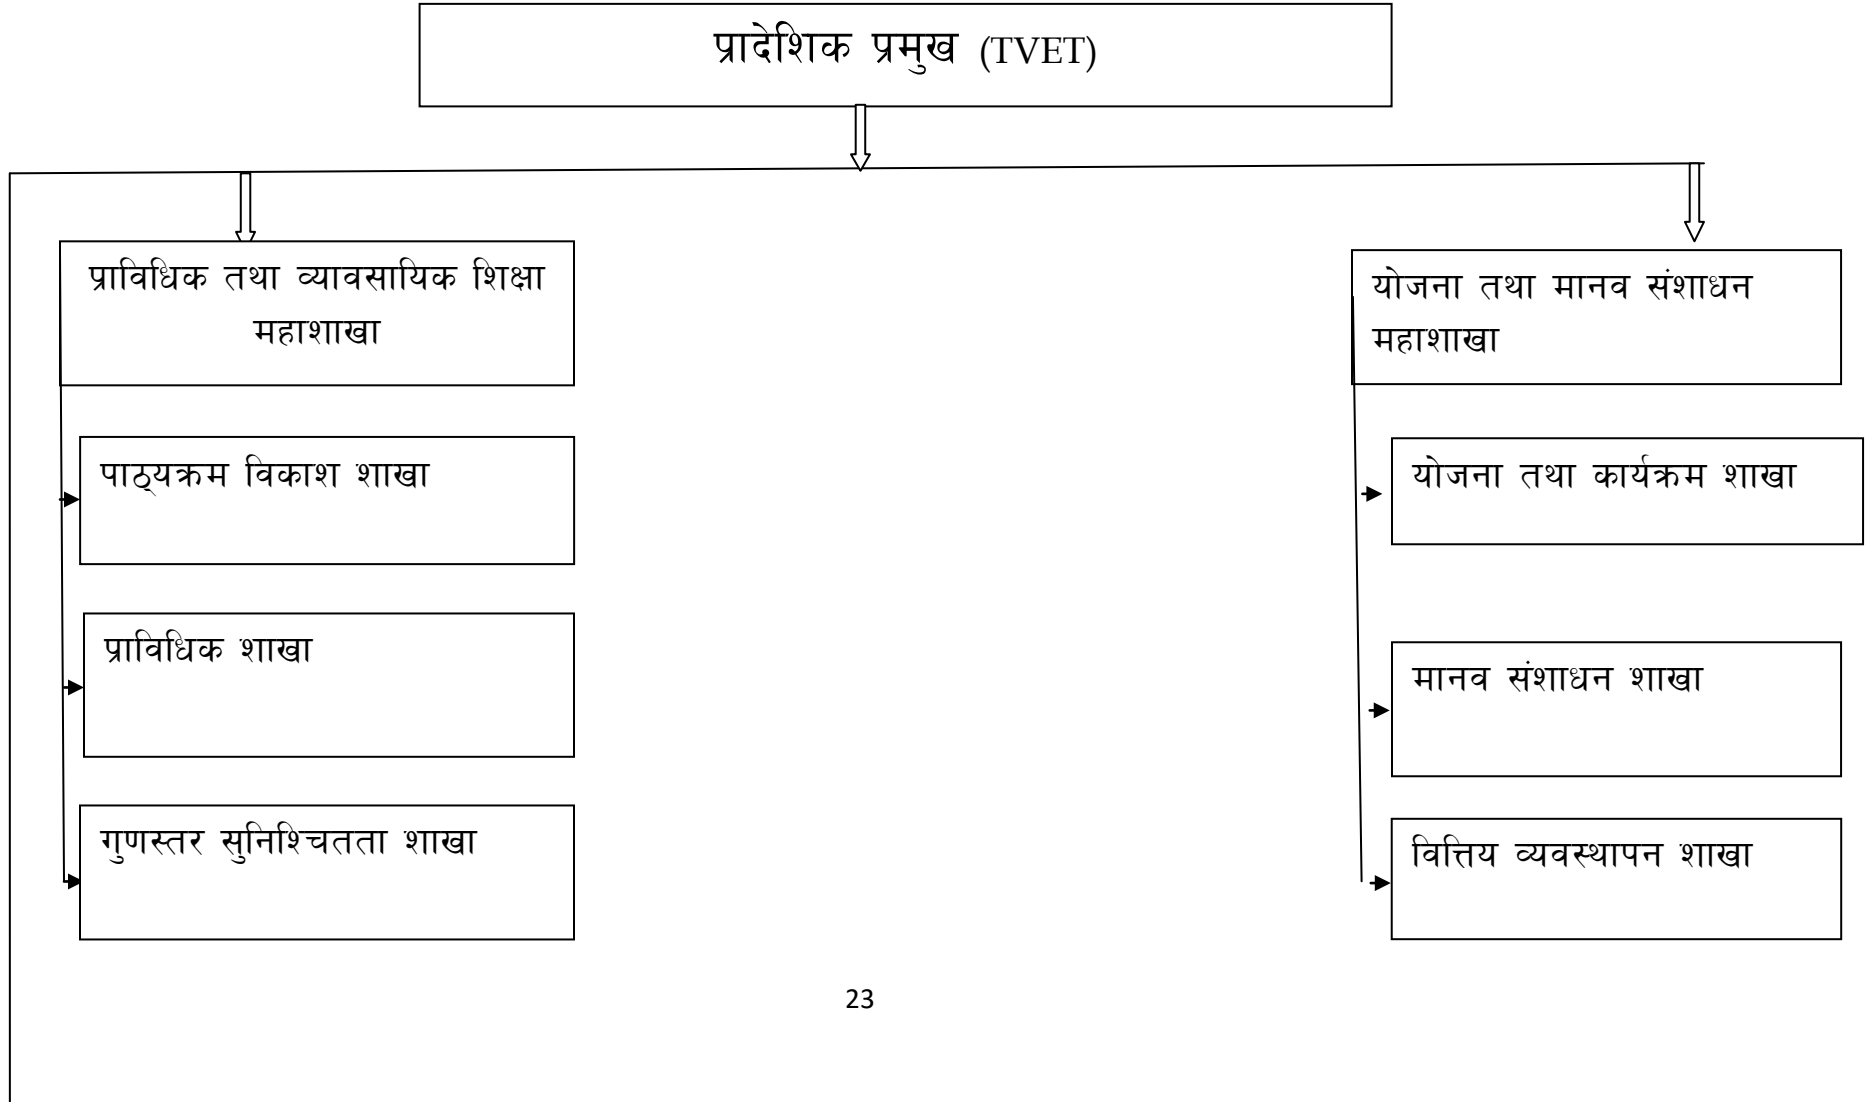 प्रादेशिक प्रमुख (TVET)
प्राविधिक तथा व्यावसायिक शिक्षा
महाशाखा
पाठ्यक्रम विकाश शाखा
प्राविधिक शाखा
गुणस्तर सुनिश्चितता शाखा
योजना तथा मानव संशाधन
महाशाखा
योजना तथा कार्यक्रम शाखा
मानव संशाधन शाखा
वित्तिय व्यवस्थापन शाखा
23